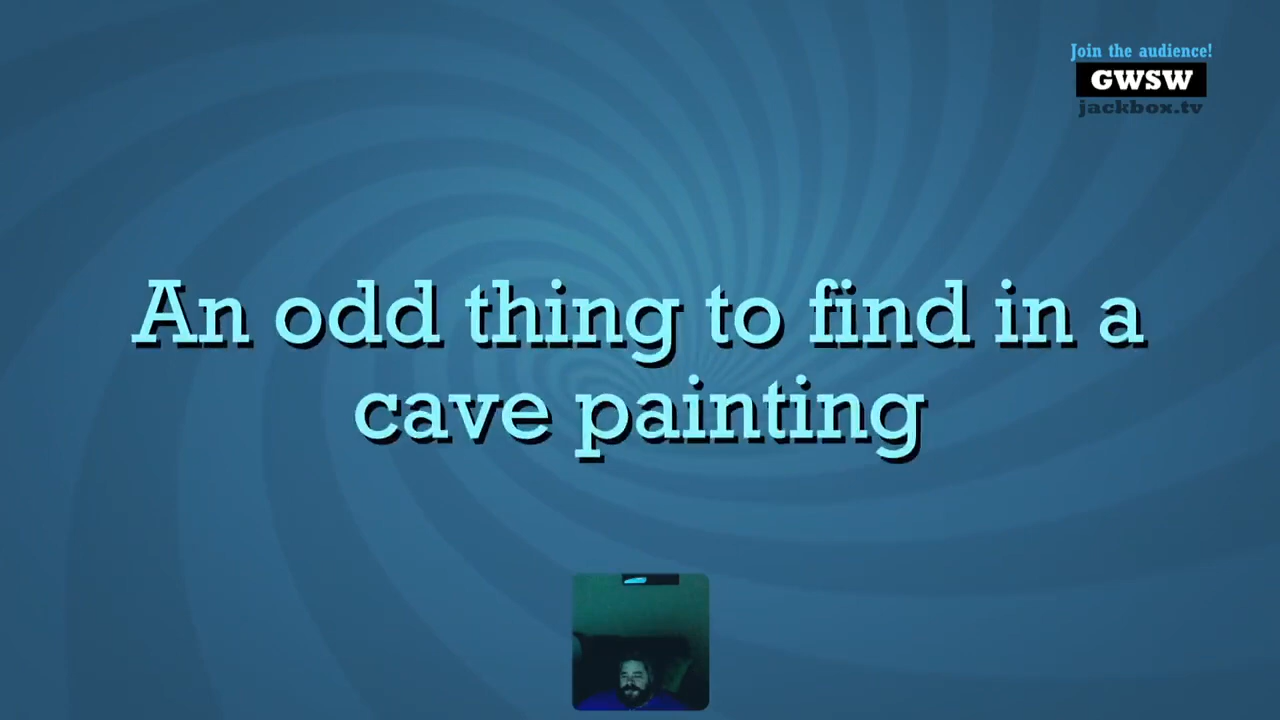 Join the audience!
GWSW
jackbox.tv
An odd thing to find in a
cave painting